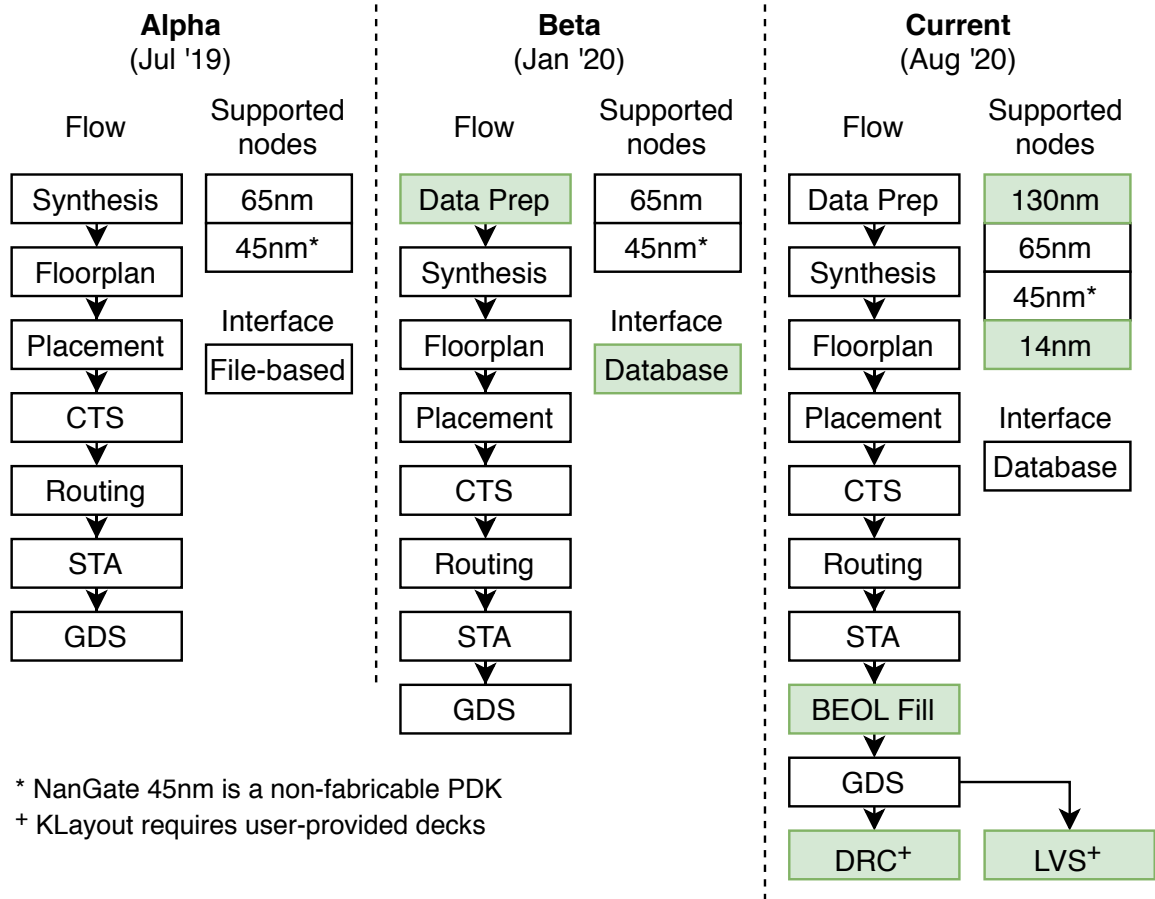 Alpha
(Jul '19)
Flow
Supported
nodes
Synthesis
Floorplan
Placement
CTS
Routing
STA
GDS
65nm
45nm*
Interface
File-based
Beta
(Jan '20)
Flow
Supported
nodes
Data Prep
Synthesis
Floorplan
Placement
CTS
Routing
STA
GDS
65nm
45nm*
Interface
Database
Current
(Aug '20)
Flow
Supported
nodes
Data Prep
Synthesis
Floorplan
Placement
CTS
Routing
STA
BEOL Fill
GDS
DRC+
LVS+
130nm
65nm
45nm*
14nm
Interface
Database
* NanGate 45nm is a non-fabricable PDK
+ KLayout requires user-provided decks